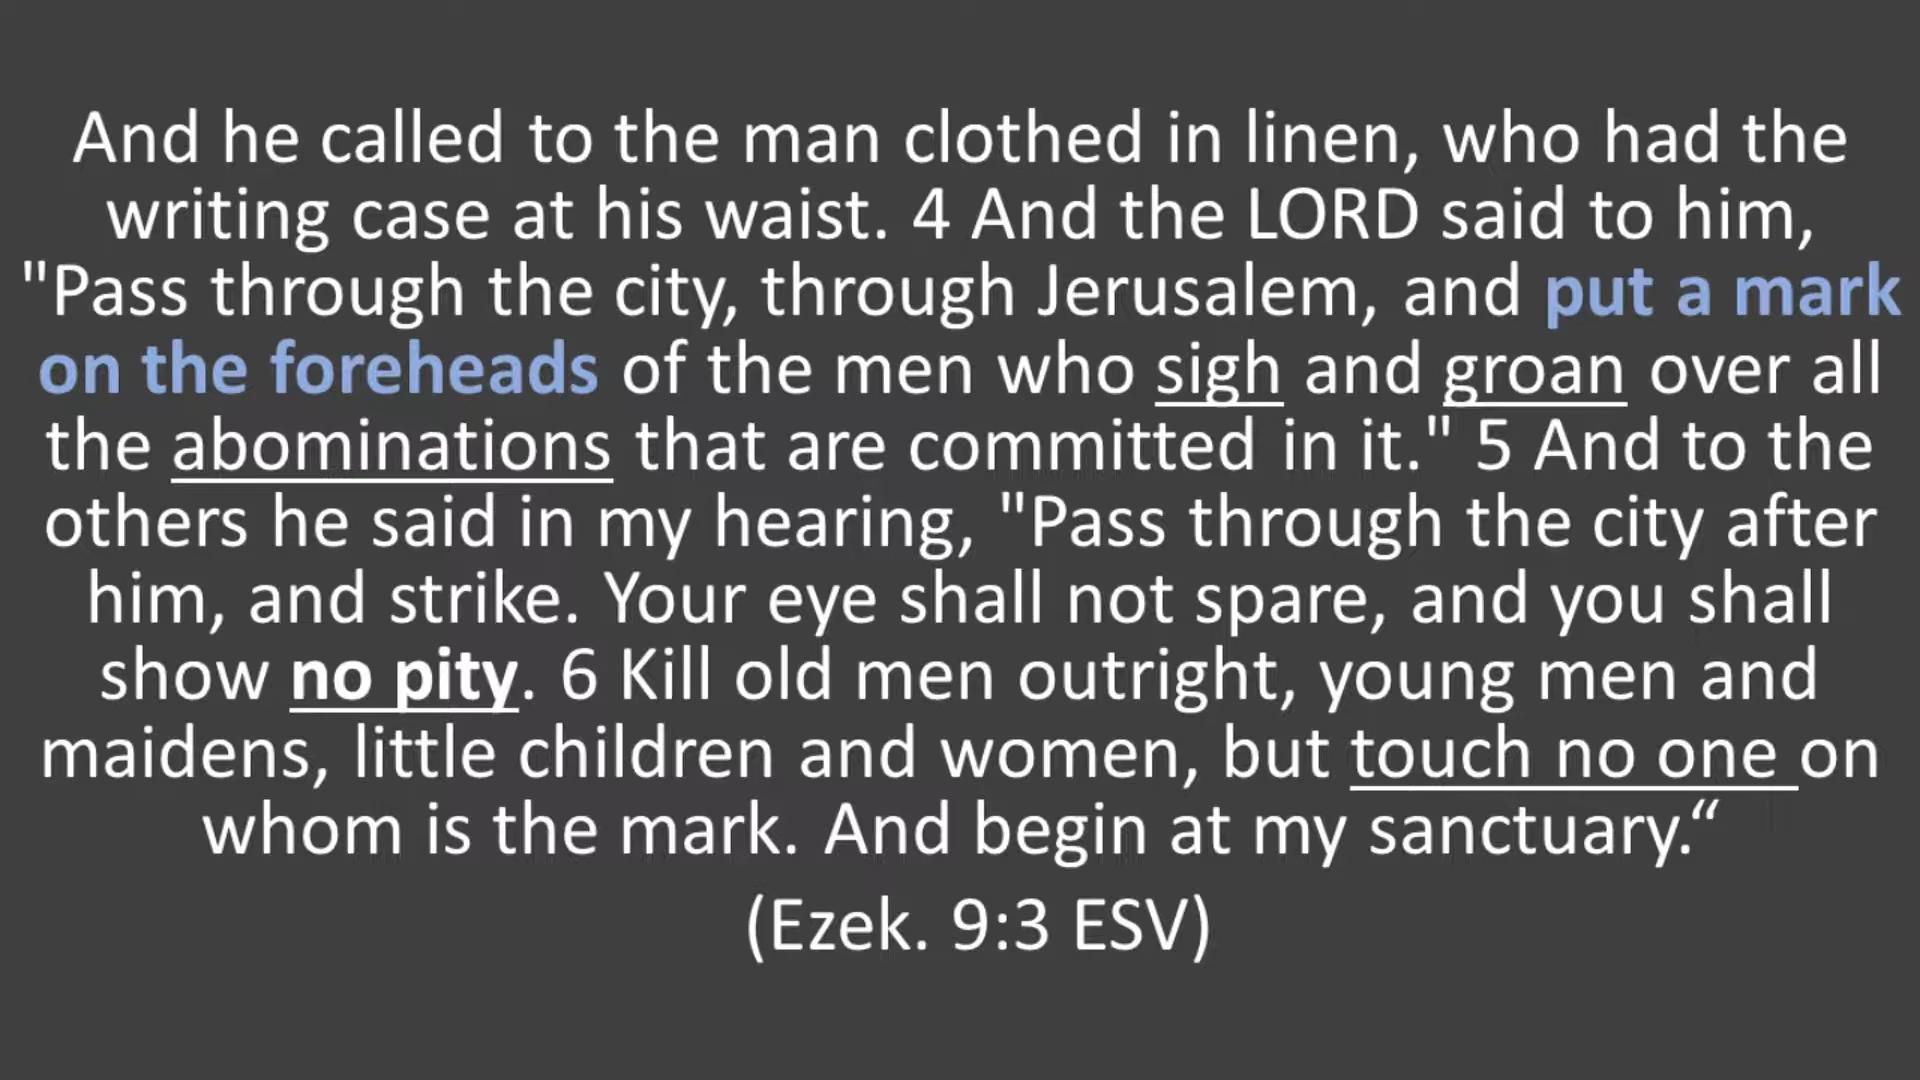 And he called to the man clothed in linen, who had the
writing case at his waist. 4 And the LORD said to him,
"Pass through the city, through Jerusalem, and put a mark
on the foreheads of the men who sigh and groan over all
the abominations that are committed in it." 5 And to the
others he said in my hearing, "Pass through the city after
him, and strike. Your eye shall not spare, and you shall
show no pity. 6 Kill old men outright, young men and
maidens, little children and women, but touch no one on
whom is the mark. And begin at my sanctuary.“
(Ezek. 9:3 ESV)